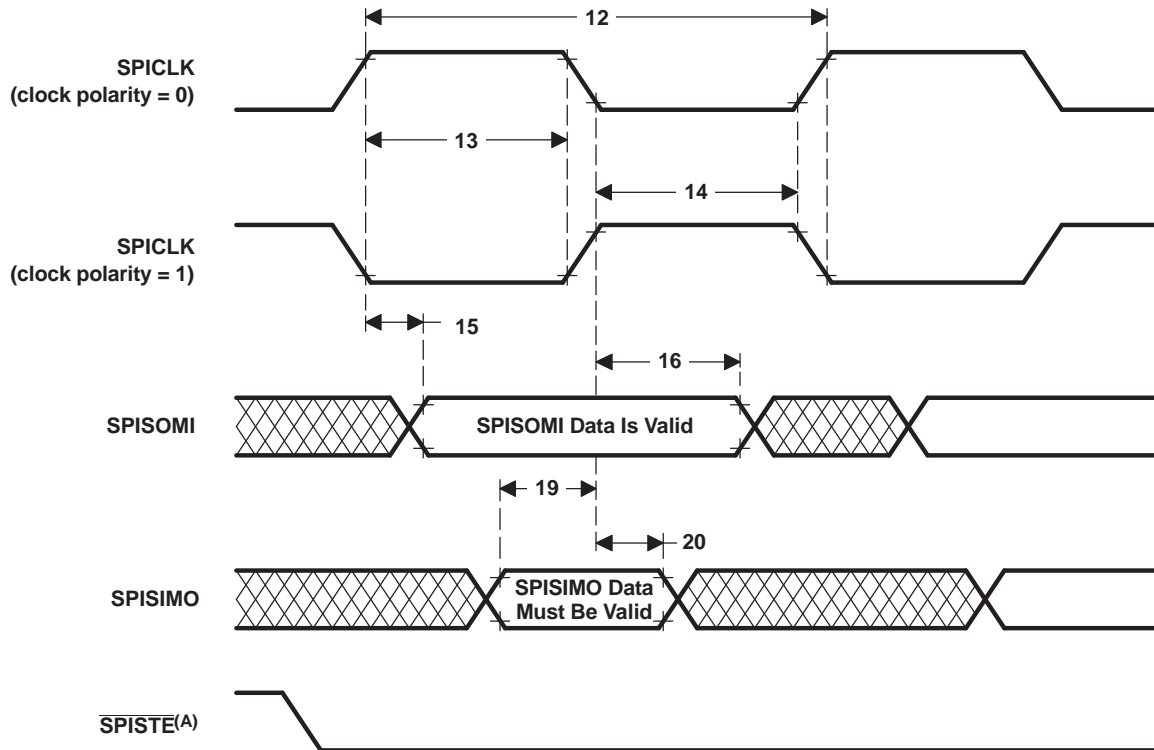 12
SPICLK
(clock polarity = 0)
13
14
SPICLK
(clock polarity = 1)
15
16
SPISOMI
SPISOMI Data Is Valid
19
20
SPISIMO
SPISIMO Data
Must Be Valid
SPISTE(A)